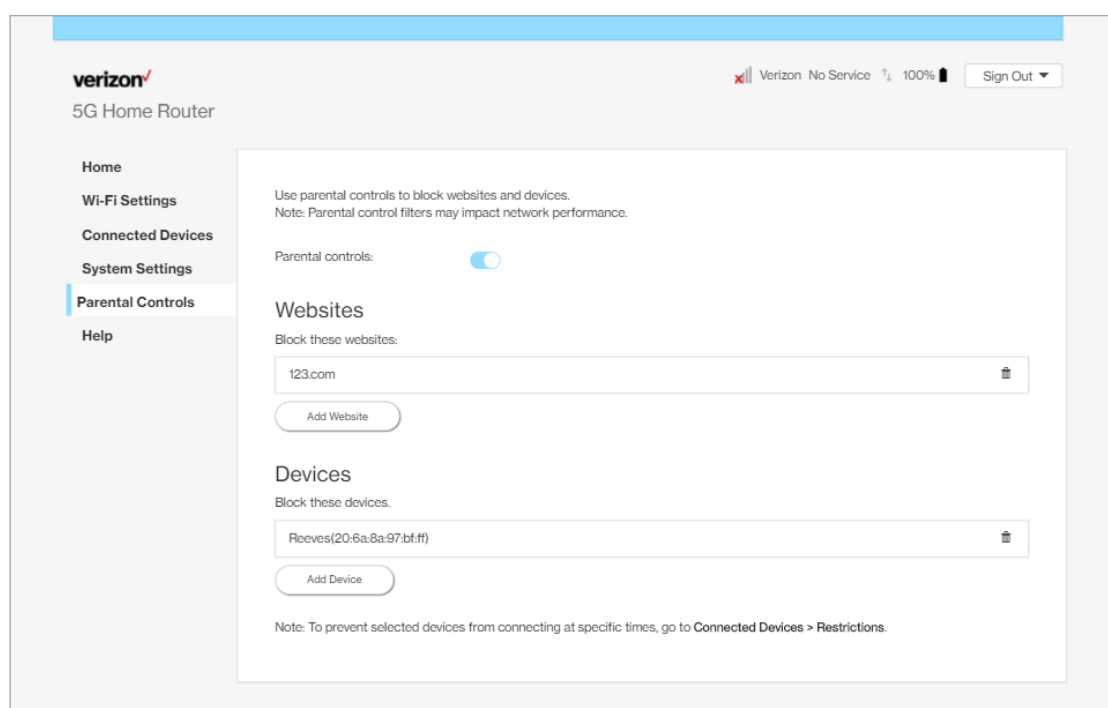 verizon
Verizon No Service 100%
Sign Out
5G Home Router
Home
Wi-Fi Settings
Connected Devices
System Settings
Parental Controls
Help
Use parental controls to block websites and devices.
Note: Parental control filters may impact network performance.
Parental controls:
Websites
Block these websites:
123.com
Add Website
Devices
Block these devices.
Reeves(20:6a:8a:97:bf:ff)
Add Device
Note: To prevent selected devices from connecting at specific times, go to Connected Devices > Restrictions.